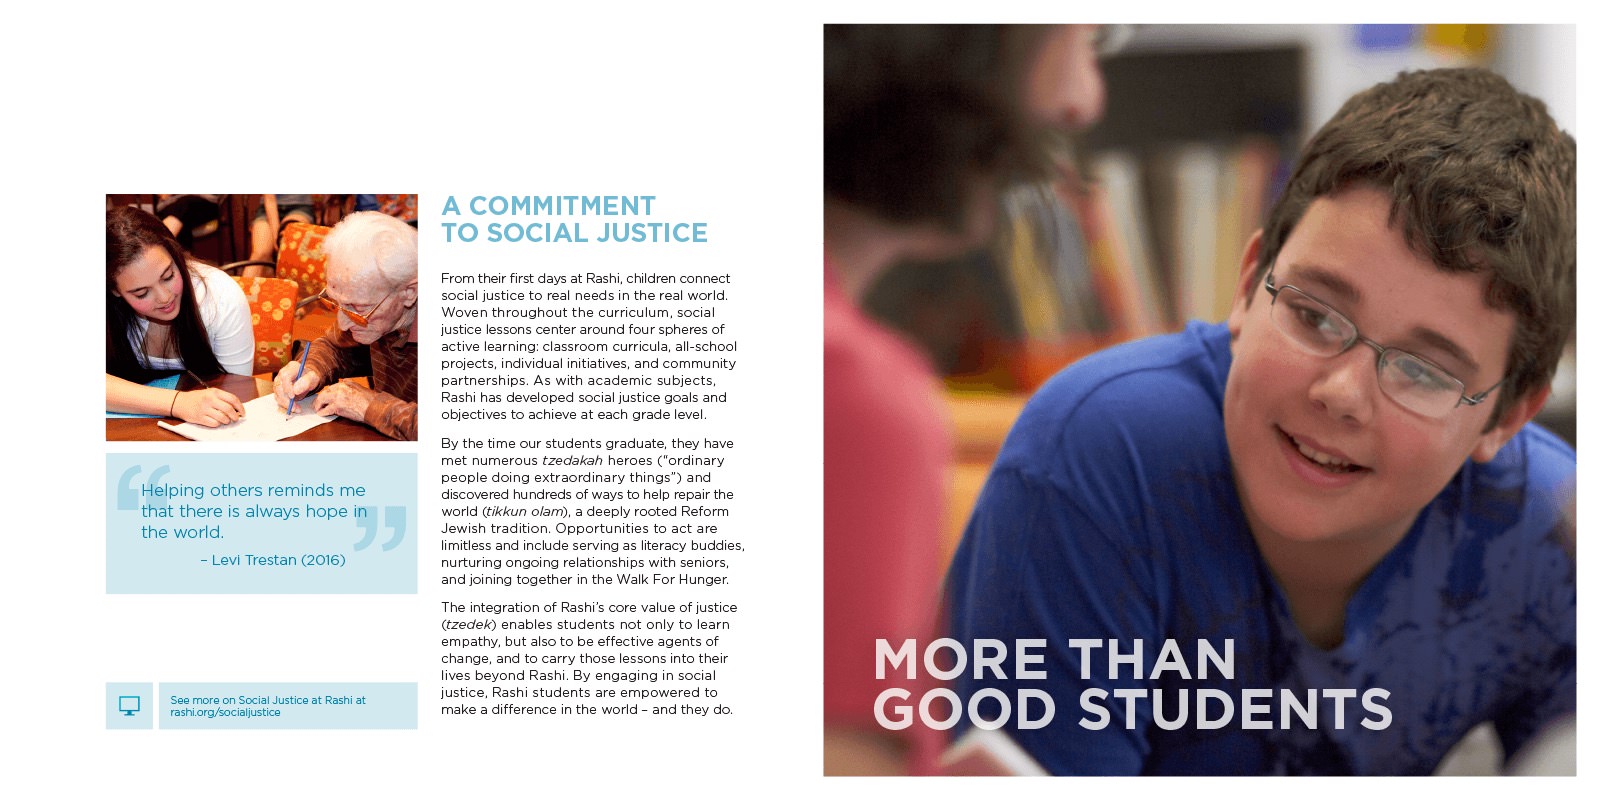 A COMMITMENT
TO SOCIAL JUSTICE
From their first days at Rashi, children connect
social justice to real needs in the real world.
Woven throughout the curriculum, social
justice lessons center around four spheres of
active learning: classroom curricula, all-school
projects, individual initiatives, and community
partnerships. As with academic subjects,
Rashi has developed social justice goals and
objectives to achieve at each grade level.
By the time our students graduate, they have
met numerous tzedakah heroes (“ordinary
people doing extraordinary things”) and
discovered hundreds of ways to help repair the
world (tikkun olam), a deeply rooted Reform
Jewish tradition. Opportunities to act are
limitless and include serving as literacy buddies,
nurturing ongoing relationships with seniors,
and joining together in the Walk For Hunger.
The integration of Rashi’s core value of justice
(tzedek) enables students not only to learn
empathy, but also to be effective agents of
change, and to carry those lessons into their
lives beyond Rashi. By engaging in social
justice, Rashi students are empowered to
make a difference in the world – and they do.
“Helping others reminds me
that there is always hope in
the world.”
– Levi Trestan (2016)
See more on Social Justice at Rashi at
rashi.org/socialjustice
MORE THAN
GOOD STUDENTS